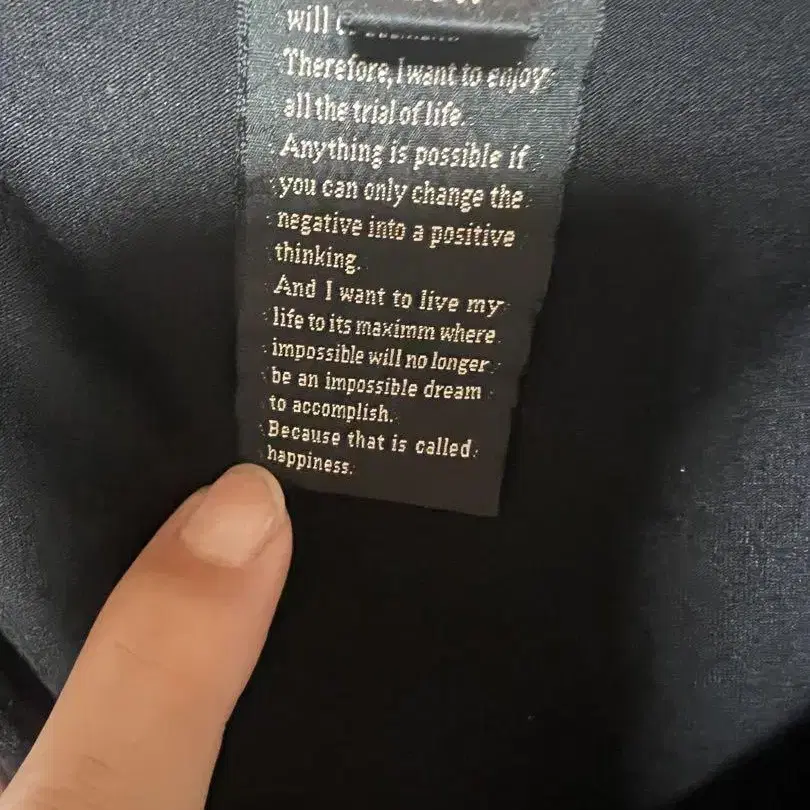 will
Therefore, I want to enjoy
all the trial of life.
Anything is possible if
you can only change the
negative into a positive
thinking.
And I want to live my
life to its maximm where
impossible will no longer
be an impossible dream
to accomplish.
Because that is called
happiness.